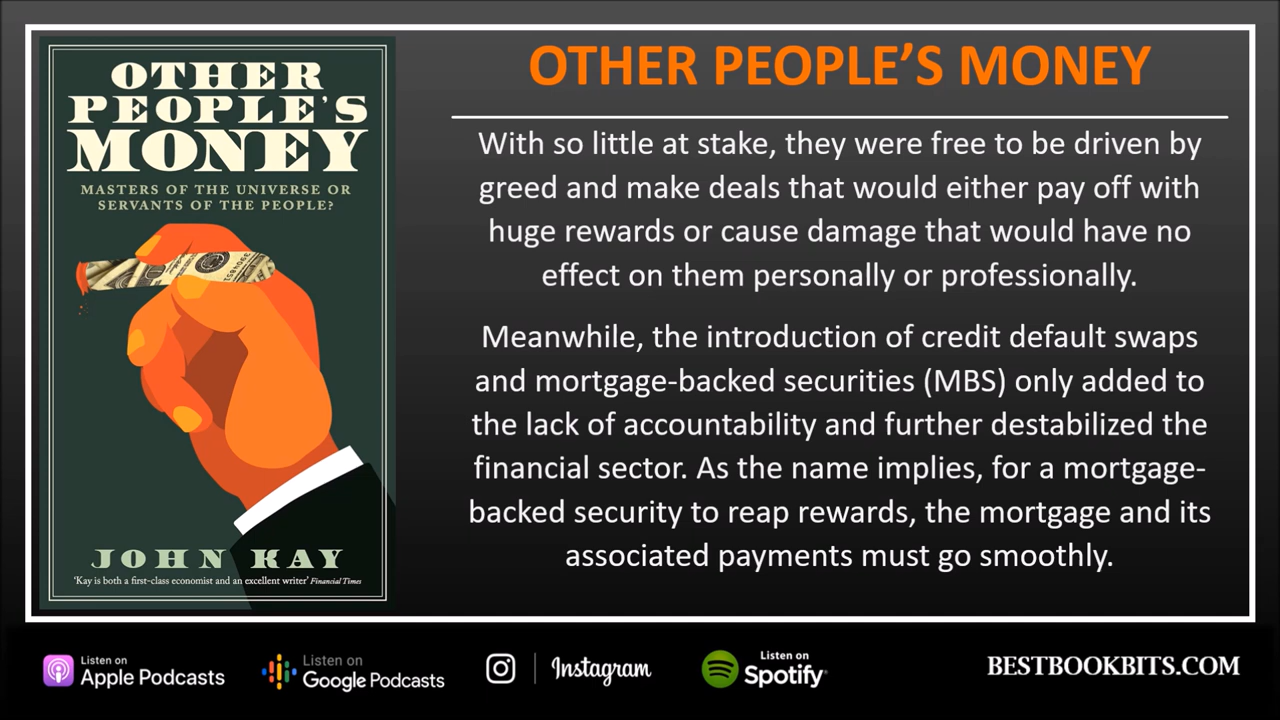 OTHER
PEOPLE'S
MONEY
MASTERS OF THE UNIVERSE OR
SERVANTS OF THE PEOPLE?
JOHN KAY
'Kay is both a first-class economist and an excellent writer' Financial Times
OTHER PEOPLE'S MONEY
With so little at stake, they were free to be driven by
greed and make deals that would either pay off with
huge rewards or cause damage that would have no
effect on them personally or professionally.
Meanwhile, the introduction of credit default swaps
and mortgage-backed securities (MBS) only added to
the lack of accountability and further destabilized the
financial sector. As the name implies, for a mortgage-
backed security to reap rewards, the mortgage and its
associated payments must go smoothly.
Listen on
Apple Podcasts
Listen on
Google Podcasts
Instagram
Listen on
Spotify
BESTBOOKBITS.COM